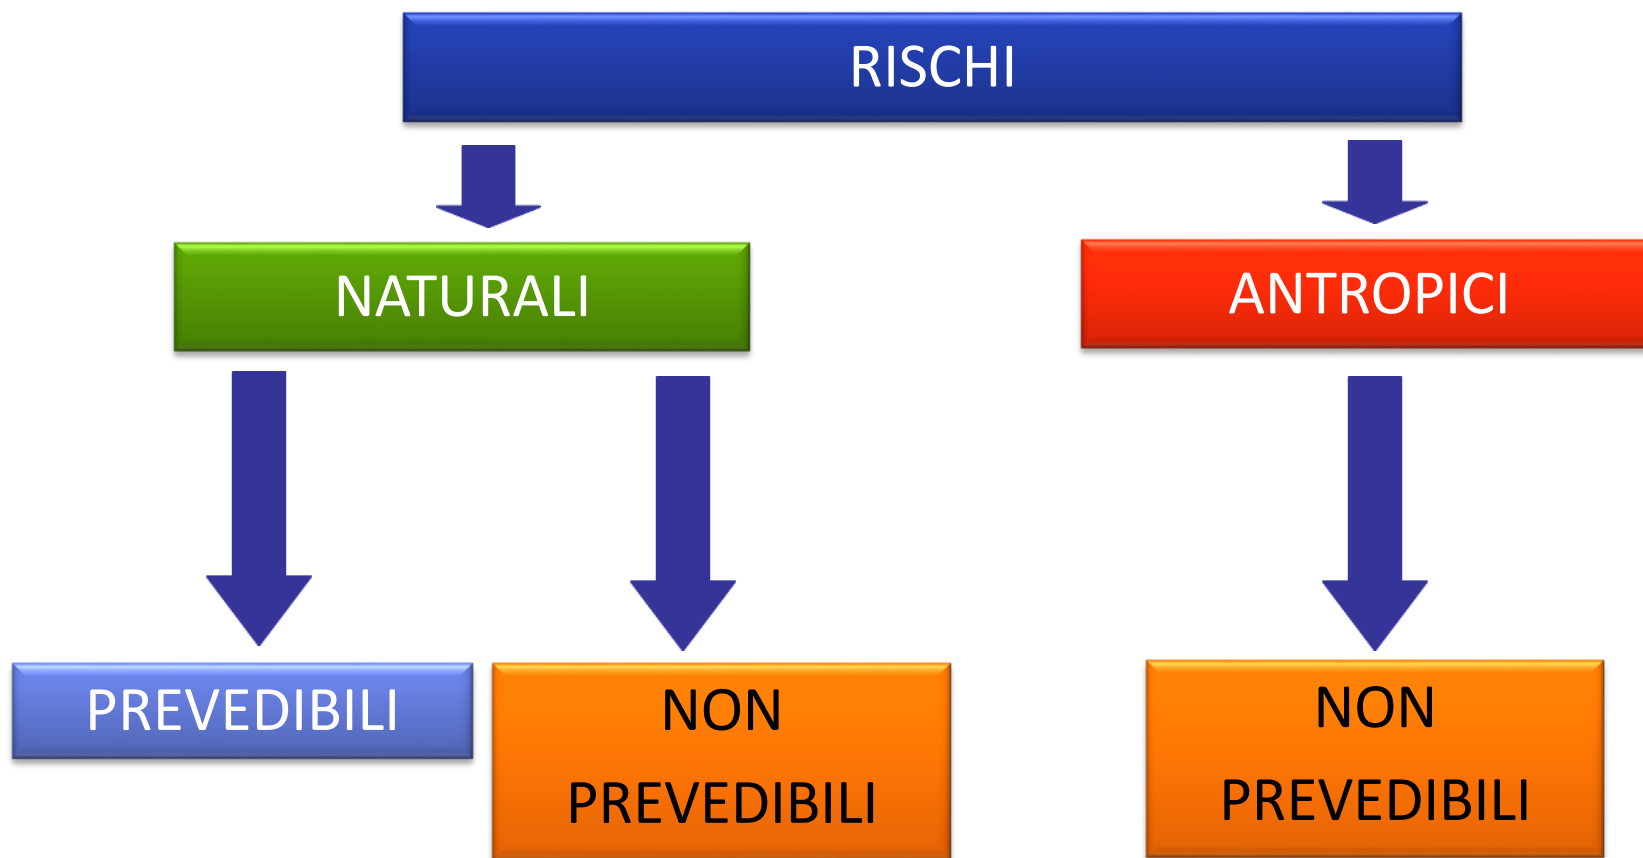 RISCHI
NATURALI
ANTROPICI
PREVEDIBILI
NON
PREVEDIBILI
NON
PREVEDIBILI